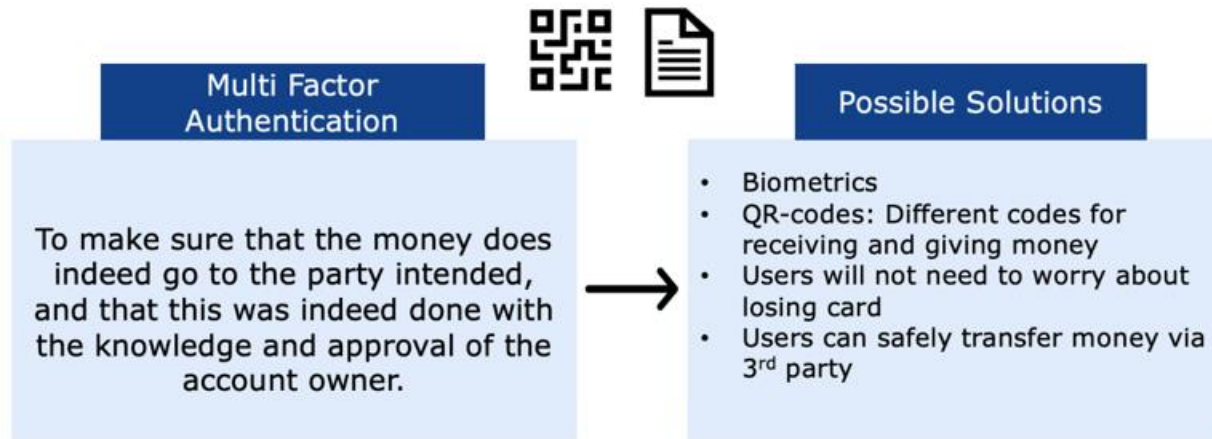 Multi Factor
Authentication
To make sure that the money does
indeed go to the party intended,
and that this was indeed done with
the knowledge and approval of the
account owner.
Possible Solutions
• Biometrics
• QR-codes: Different codes for
receiving and giving money
• Users will not need to worry about
losing card
• Users can safely transfer money via
3rd party